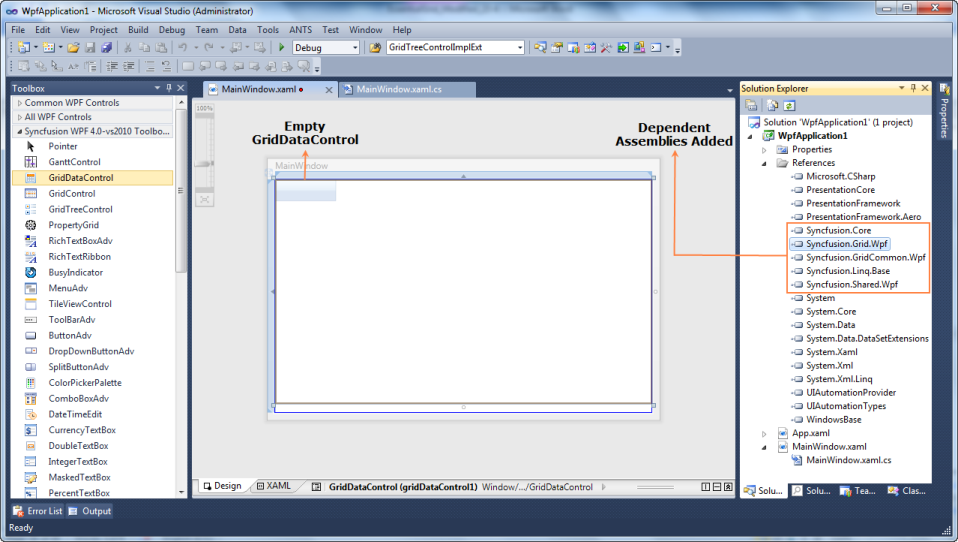 WpfApplication1 - Microsoft Visual Studio (Administrator)
File Edit View Project Build Debug Team Data Tools ANTS Test Window Help
Debug GridTreeControlImplExt
Toolbox
Common WPF Controls
All WPF Controls
Syncfusion WPF 4.0-vs2010 Toolbo...
Pointer
GanttControl
GridDataControl
GridControl
GridTreeControl
PropertyGrid
RichTextBoxAdv
RichTextRibbon
BusyIndicator
MenuAdv
TileViewControl
ToolBarAdv
ButtonAdv
DropDownButtonAdv
SplitButtonAdv
ColorPickerPalette
ComboBoxAdv
DateTimeEdit
CurrencyTextBox
DoubleTextBox
IntegerTextBox
MaskedTextBox
PercentTextBox
MainWindow.xaml
MainWindow.xaml.cs
100%
Empty
GridDataControl
Dependent
Assemblies Added
MainWindow
Design XAML GridDataControl (gridDataControl1) Window/.../GridDataControl
Solution Explorer
Solution 'WpfApplication1' (1 project)
WpfApplication1
Properties
References
Microsoft.CSharp
PresentationCore
PresentationFramework
PresentationFramework.Aero
Syncfusion.Core
Syncfusion.Grid.Wpf
Syncfusion.GridCommon.Wpf
Syncfusion.Linq.Base
Syncfusion.Shared.Wpf
System
System.Core
System.Data
System.Data.DataSetExtensions
System.Xaml
System.Xml
System.Xml.Linq
UIAutomationProvider
UIAutomationTypes
WindowsBase
App.xaml
MainWindow.xaml
MainWindow.xaml.cs
Solu... Solu... Tea... Clas...
Properties
Error List Output
Ready